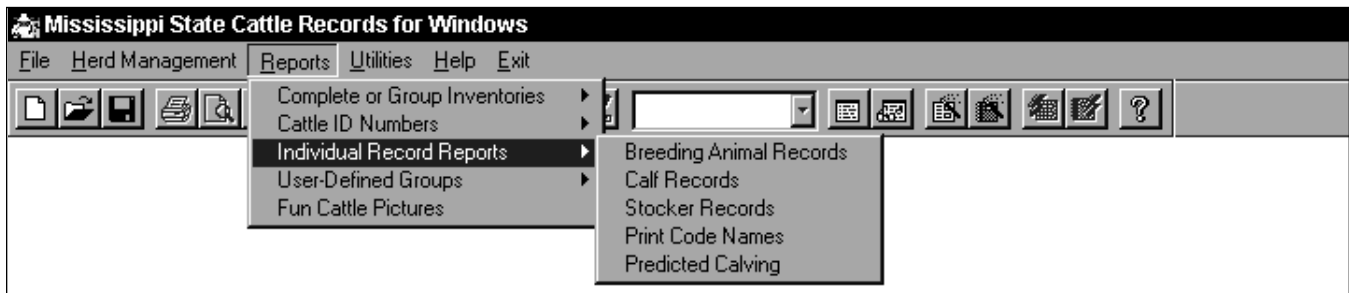 Mississippi State Cattle Records for Windows
File Herd Management Reports Utilities Help Exit
Complete or Group Inventories
Cattle ID Numbers
Individual Record Reports
User-Defined Groups
Fun Cattle Pictures
Breeding Animal Records
Calf Records
Stocker Records
Print Code Names
Predicted Calving